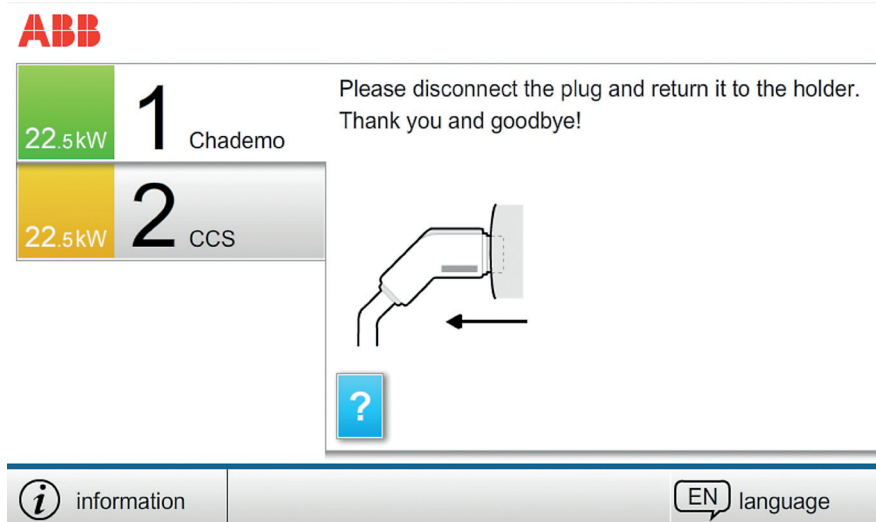 ABB
22.5kW 1 Chademo
22.5kW 2 CCS
Please disconnect the plug and return it to the holder.
Thank you and goodbye!
?
i information
EN language